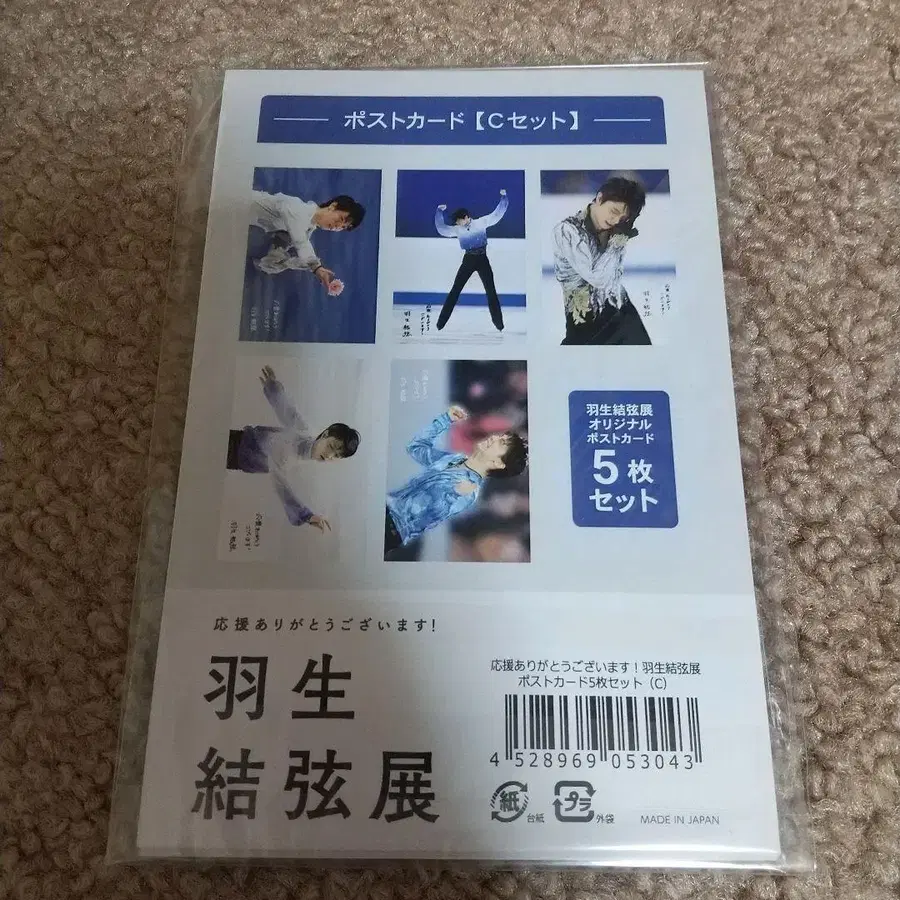 ポストカード【Cセット】
羽生結弦展
オリジナル
ポストカード
5枚
セット
応援ありがとうございます!
羽生
結弦展
応援ありがとうございます!羽生結弦展
ポストカード5枚セット (C)
4 528969 053043
紙 台紙
プラ 外袋
MADE IN JAPAN